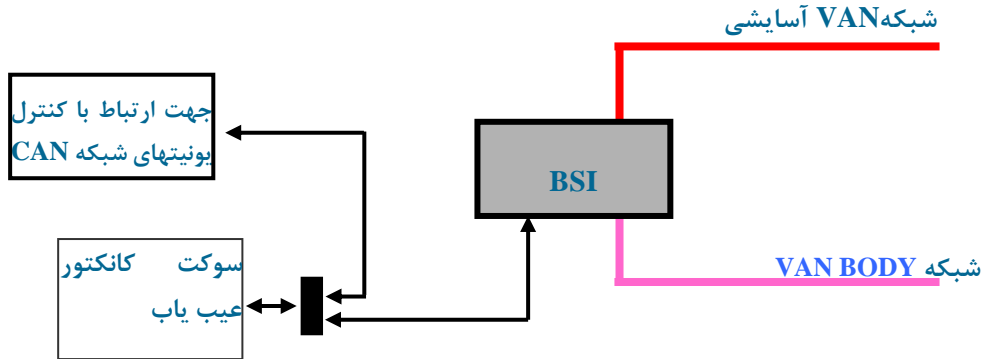 شبکهVAN آسایشی
جهت ارتباط با کنترل
یونیتهای شبکه CAN
BSI
سوکت کانکتور
عیب یاب
شبکه VAN BODY